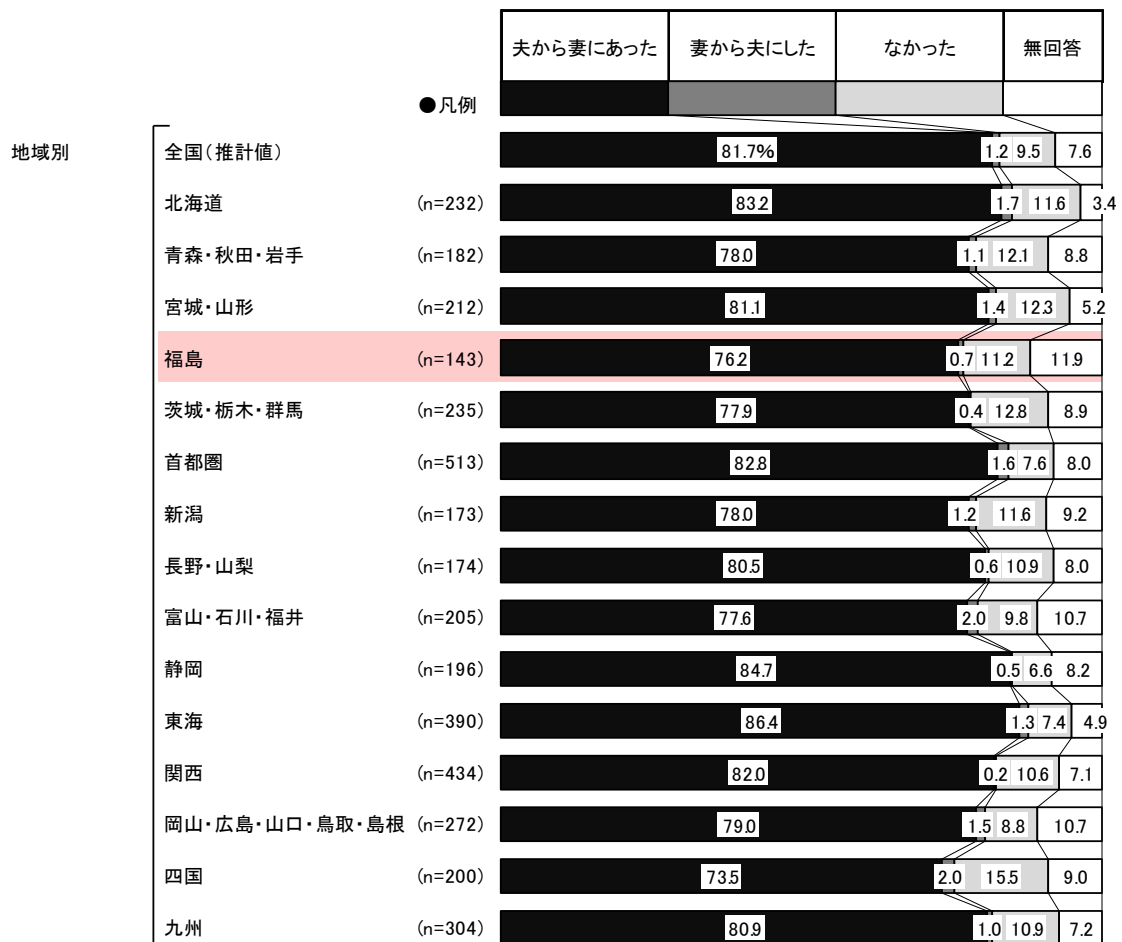 夫から妻にあった 妻から夫にした なかった 無回答
●凡例
地域別 全国(推計値) 81.7% 1.2 9.5 7.6
北海道 (n=232) 83.2 1.7 11.6 3.4
青森・秋田・岩手 (n=182) 78.0 1.1 12.1 8.8
宮城・山形 (n=212) 81.1 1.4 12.3 5.2
福島 (n=143) 76.2 0.7 11.2 11.9
茨城・栃木・群馬 (n=235) 77.9 0.4 12.8 8.9
首都圏 (n=513) 82.8 1.6 7.6 8.0
新潟 (n=173) 78.0 1.2 11.6 9.2
長野・山梨 (n=174) 80.5 0.6 10.9 8.0
富山・石川・福井 (n=205) 77.6 2.0 9.8 10.7
静岡 (n=196) 84.7 0.5 6.6 8.2
東海 (n=390) 86.4 1.3 7.4 4.9
関西 (n=434) 82.0 0.2 10.6 7.1
岡山・広島・山口・鳥取・島根 (n=272) 79.0 1.5 8.8 10.7
四国 (n=200) 73.5 2.0 15.5 9.0
九州 (n=304) 80.9 1.0 10.9 7.2